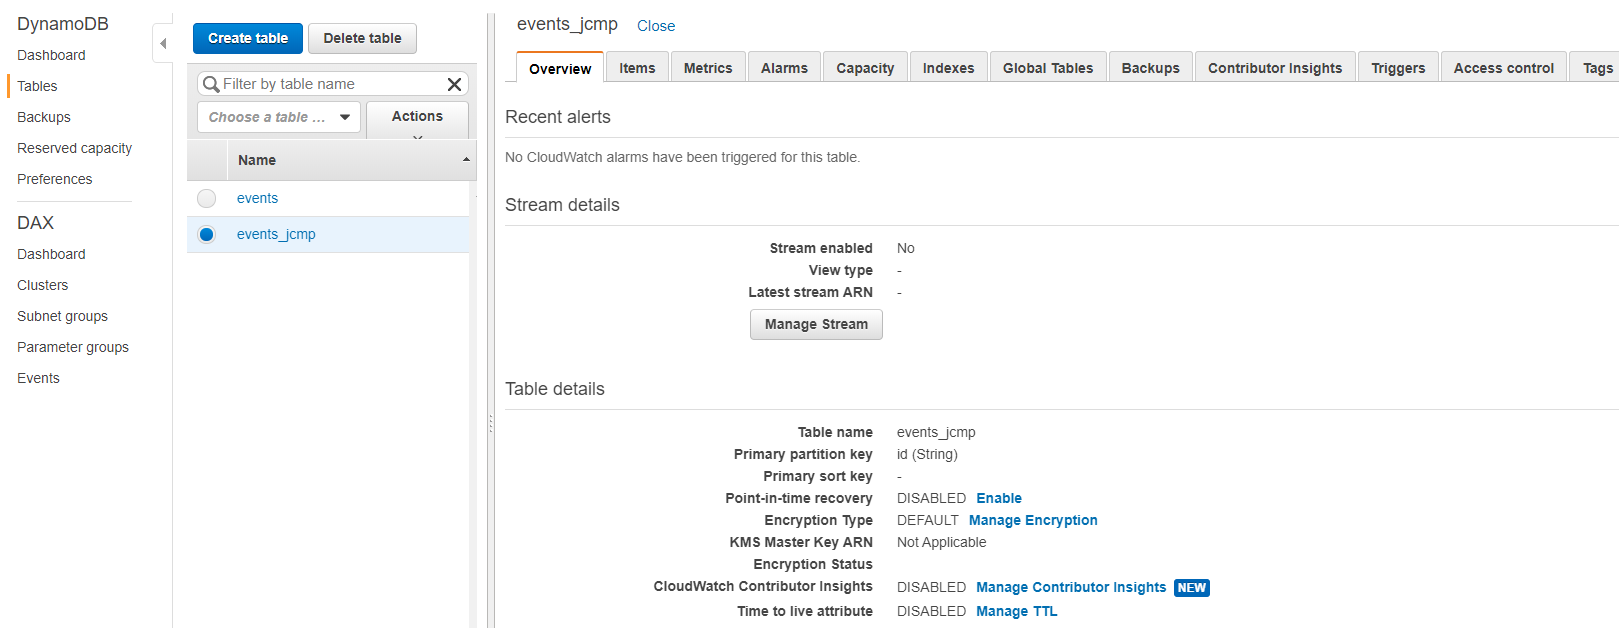 DynamoDB
Dashboard
Tables
Backups
Reserved capacity
Preferences
DAX
Dashboard
Clusters
Subnet groups
Parameter groups
Events
Create table
Delete table
Filter by table name
Choose a table ...
Actions
Name
events
events_jcmp
events_jcmp Close
Overview Items Metrics Alarms Capacity Indexes Global Tables Backups Contributor Insights Triggers Access control Tags
Recent alerts
No CloudWatch alarms have been triggered for this table.
Stream details
Stream enabled No
View type -
Latest stream ARN -
Manage Stream
Table details
Table name events_jcmp
Primary partition key id (String)
Primary sort key -
Point-in-time recovery DISABLED Enable
Encryption Type DEFAULT Manage Encryption
KMS Master Key ARN Not Applicable
Encryption Status
CloudWatch Contributor Insights DISABLED Manage Contributor Insights NEW
Time to live attribute DISABLED Manage TTL